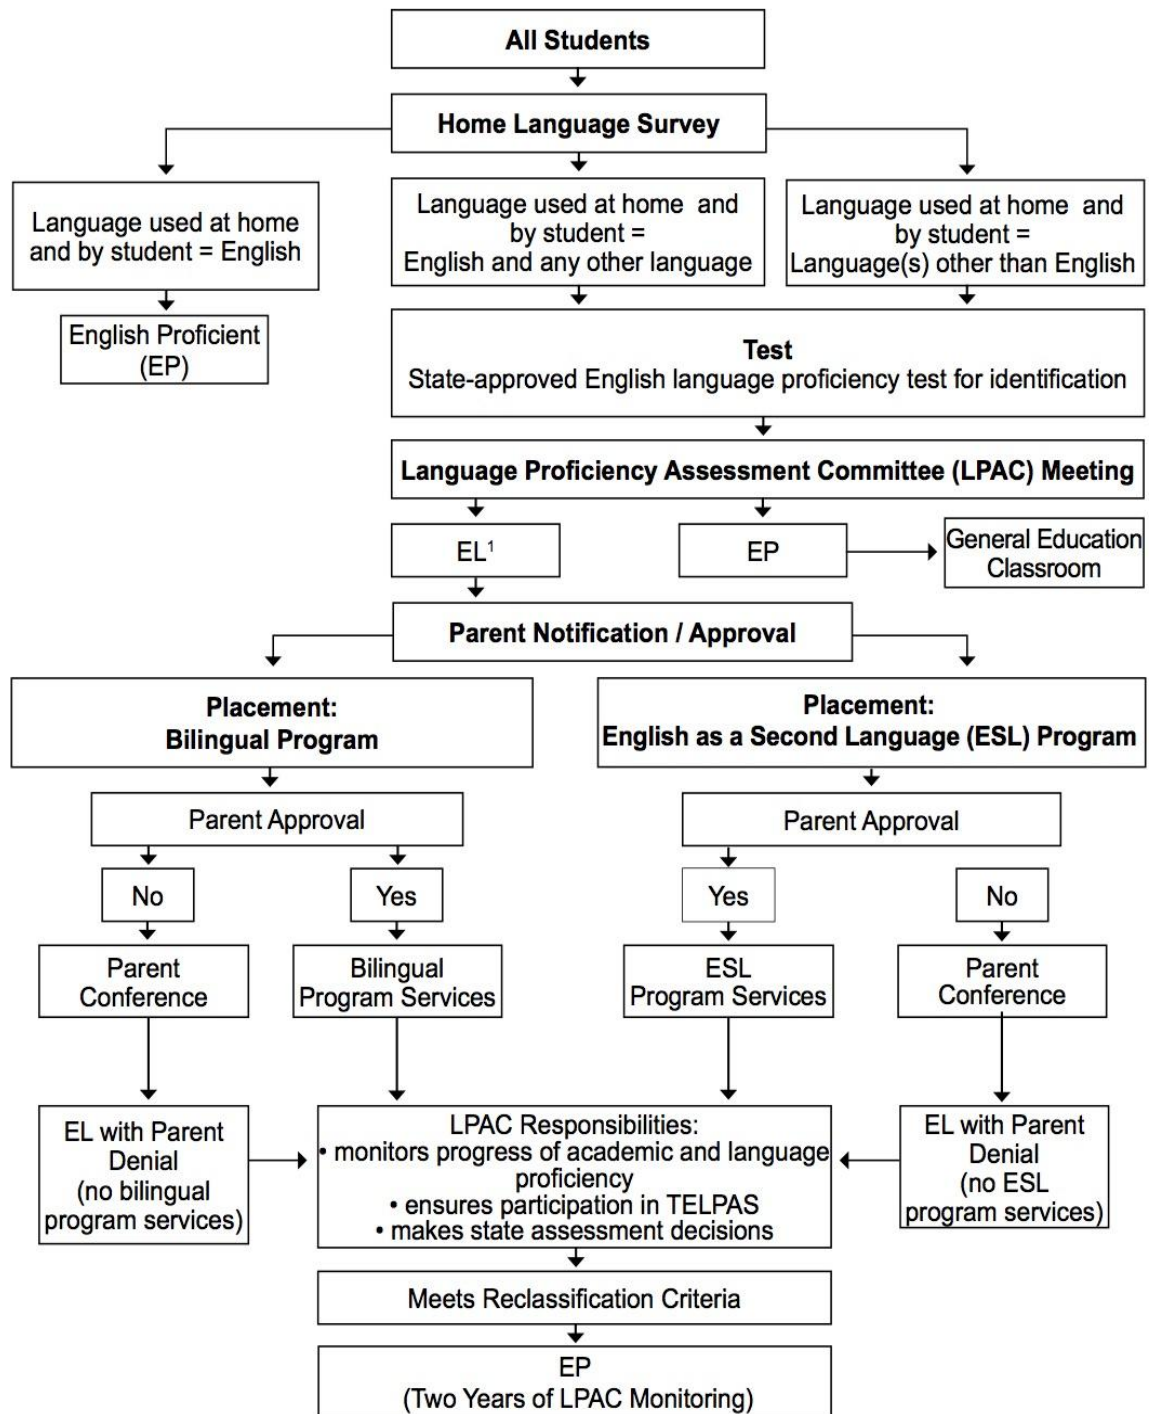 All Students
Home Language Survey
Language used at home
and by student = English
Language used at home and
by student =
English and any other language
Language used at home and
by student =
Language(s) other than English
English Proficient
(EP)
Test
State-approved English language proficiency test for identification
Language Proficiency Assessment Committee (LPAC) Meeting
EL¹
EP
General Education
Classroom
Parent Notification / Approval
Placement:
Bilingual Program
Placement:
English as a Second Language (ESL) Program
Parent Approval
Parent Approval
No
Yes
Yes
No
Parent
Conference
Bilingual
Program Services
ESL
Program Services
Parent
Conference
EL with Parent
Denial
(no bilingual
program services)
LPAC Responsibilities:
• monitors progress of academic and language
proficiency
• ensures participation in TELPAS
• makes state assessment decisions
EL with Parent
Denial
(no ESL
program services)
Meets Reclassification Criteria
EP
(Two Years of LPAC Monitoring)